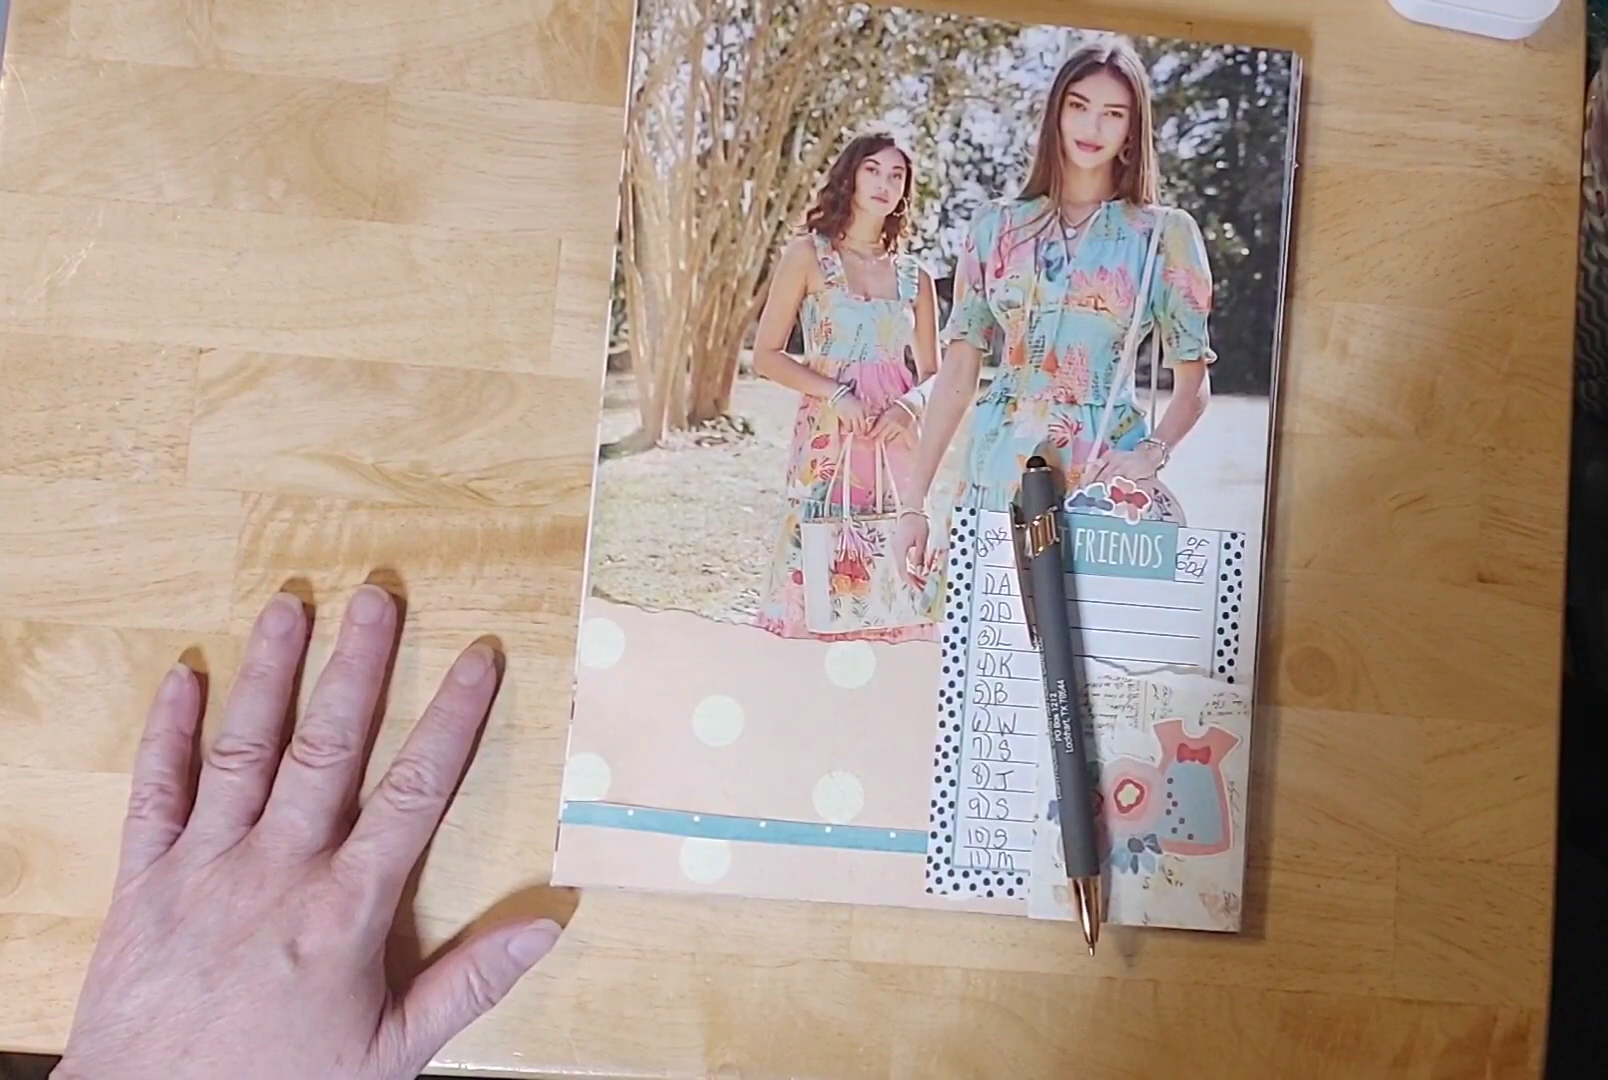 GIRLS
T FRIENDS
OF
GOD
1) A
2) D
3) L
4) K
5) B
6) W
7) S
8) J
9) S
10) S
11) M
PO Box 1212
Lockhart, TX 78644